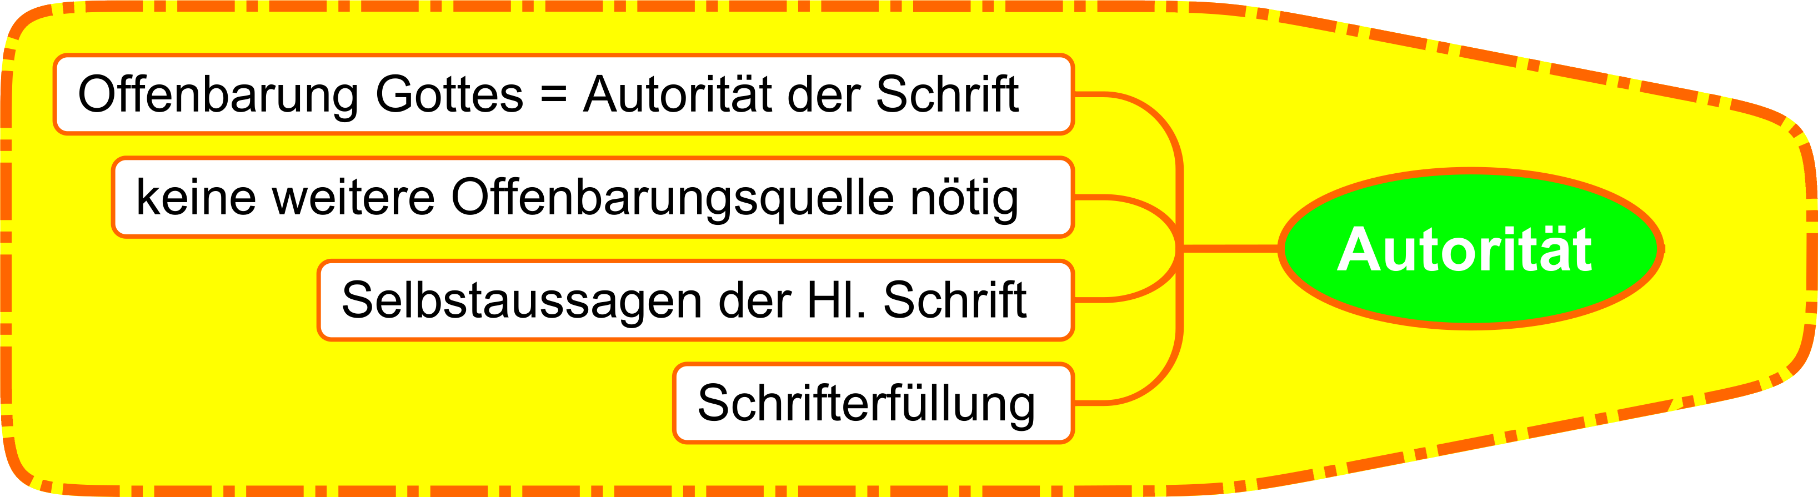 Offenbarung Gottes = Autorität der Schrift
keine weitere Offenbarungsquelle nötig
Selbstaussagen der Hl. Schrift
Schrifterfüllung
Autorität